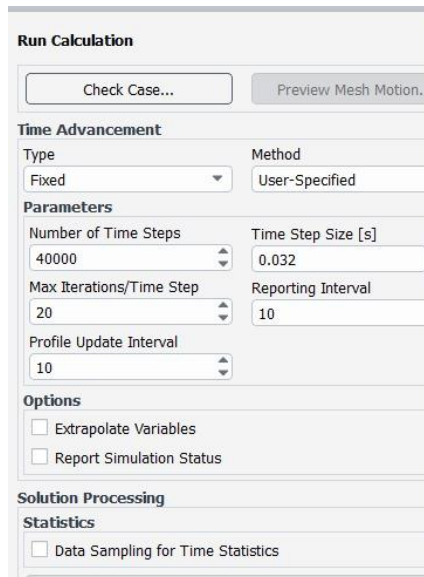 Run Calculation
Check Case... Preview Mesh Motion.
Time Advancement
Type Method
Fixed User-Specified
Parameters
Number of Time Steps Time Step Size [s]
40000 0.032
Max Iterations/Time Step Reporting Interval
20 10
Profile Update Interval
10
Options
Extrapolate Variables
Report Simulation Status
Solution Processing
Statistics
Data Sampling for Time Statistics